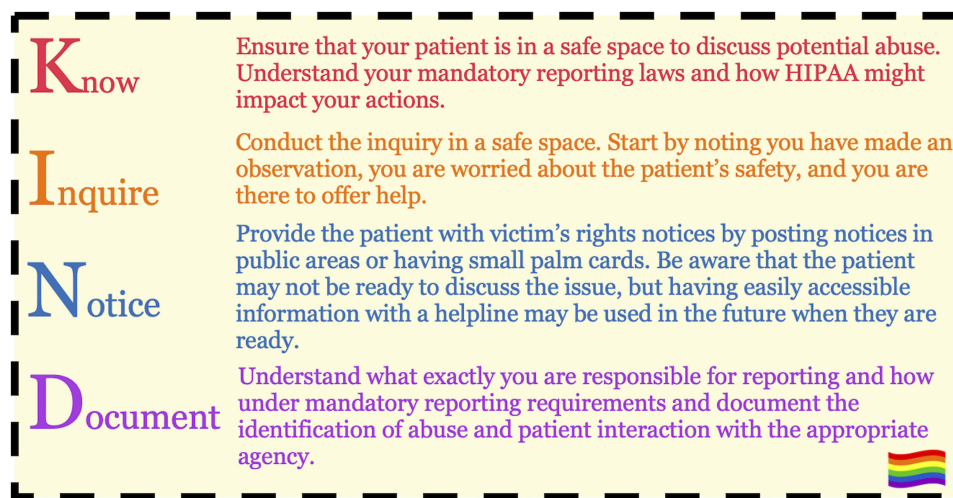 Know
Ensure that your patient is in a safe space to discuss potential abuse.
Understand your mandatory reporting laws and how HIPAA might
impact your actions.
Inquire
Conduct the inquiry in a safe space. Start by noting you have made an
observation, you are worried about the patient's safety, and you are
there to offer help.
Notice
Provide the patient with victim's rights notices by posting notices in
public areas or having small palm cards. Be aware that the patient
may not be ready to discuss the issue, but having easily accessible
information with a helpline may be used in the future when they are
ready.
Document
Understand what exactly you are responsible for reporting and how
under mandatory reporting requirements and document the
identification of abuse and patient interaction with the appropriate
agency.